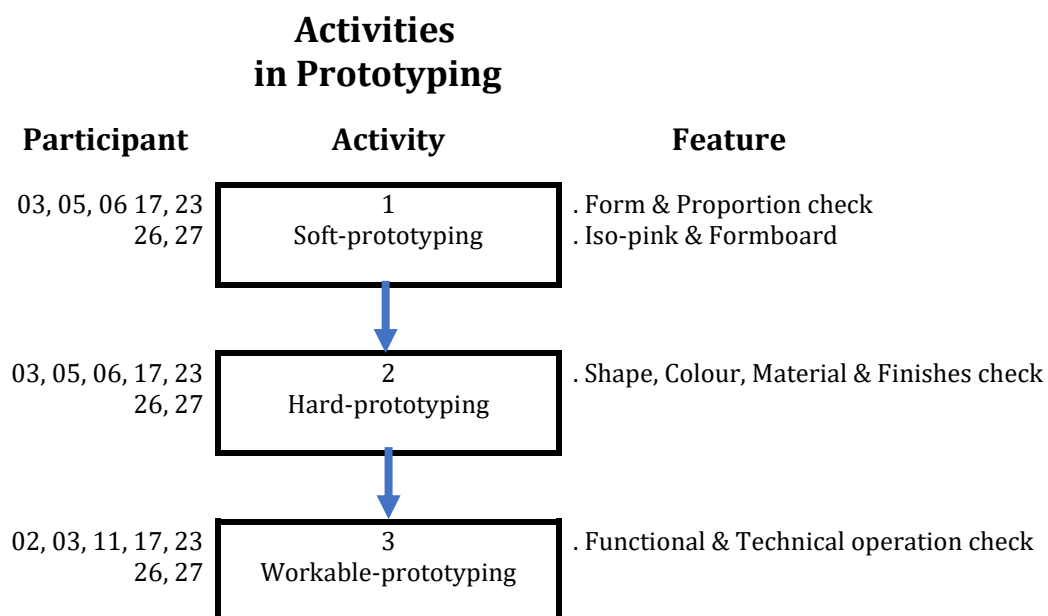 Activities
in Prototyping
Participant Activity Feature
03, 05, 06 17, 23 1 . Form & Proportion check
26, 27 Soft-prototyping . Iso-pink & Formboard
03, 05, 06, 17, 23 2 . Shape, Colour, Material & Finishes check
26, 27 Hard-prototyping
02, 03, 11, 17, 23 3 . Functional & Technical operation check
26, 27 Workable-prototyping